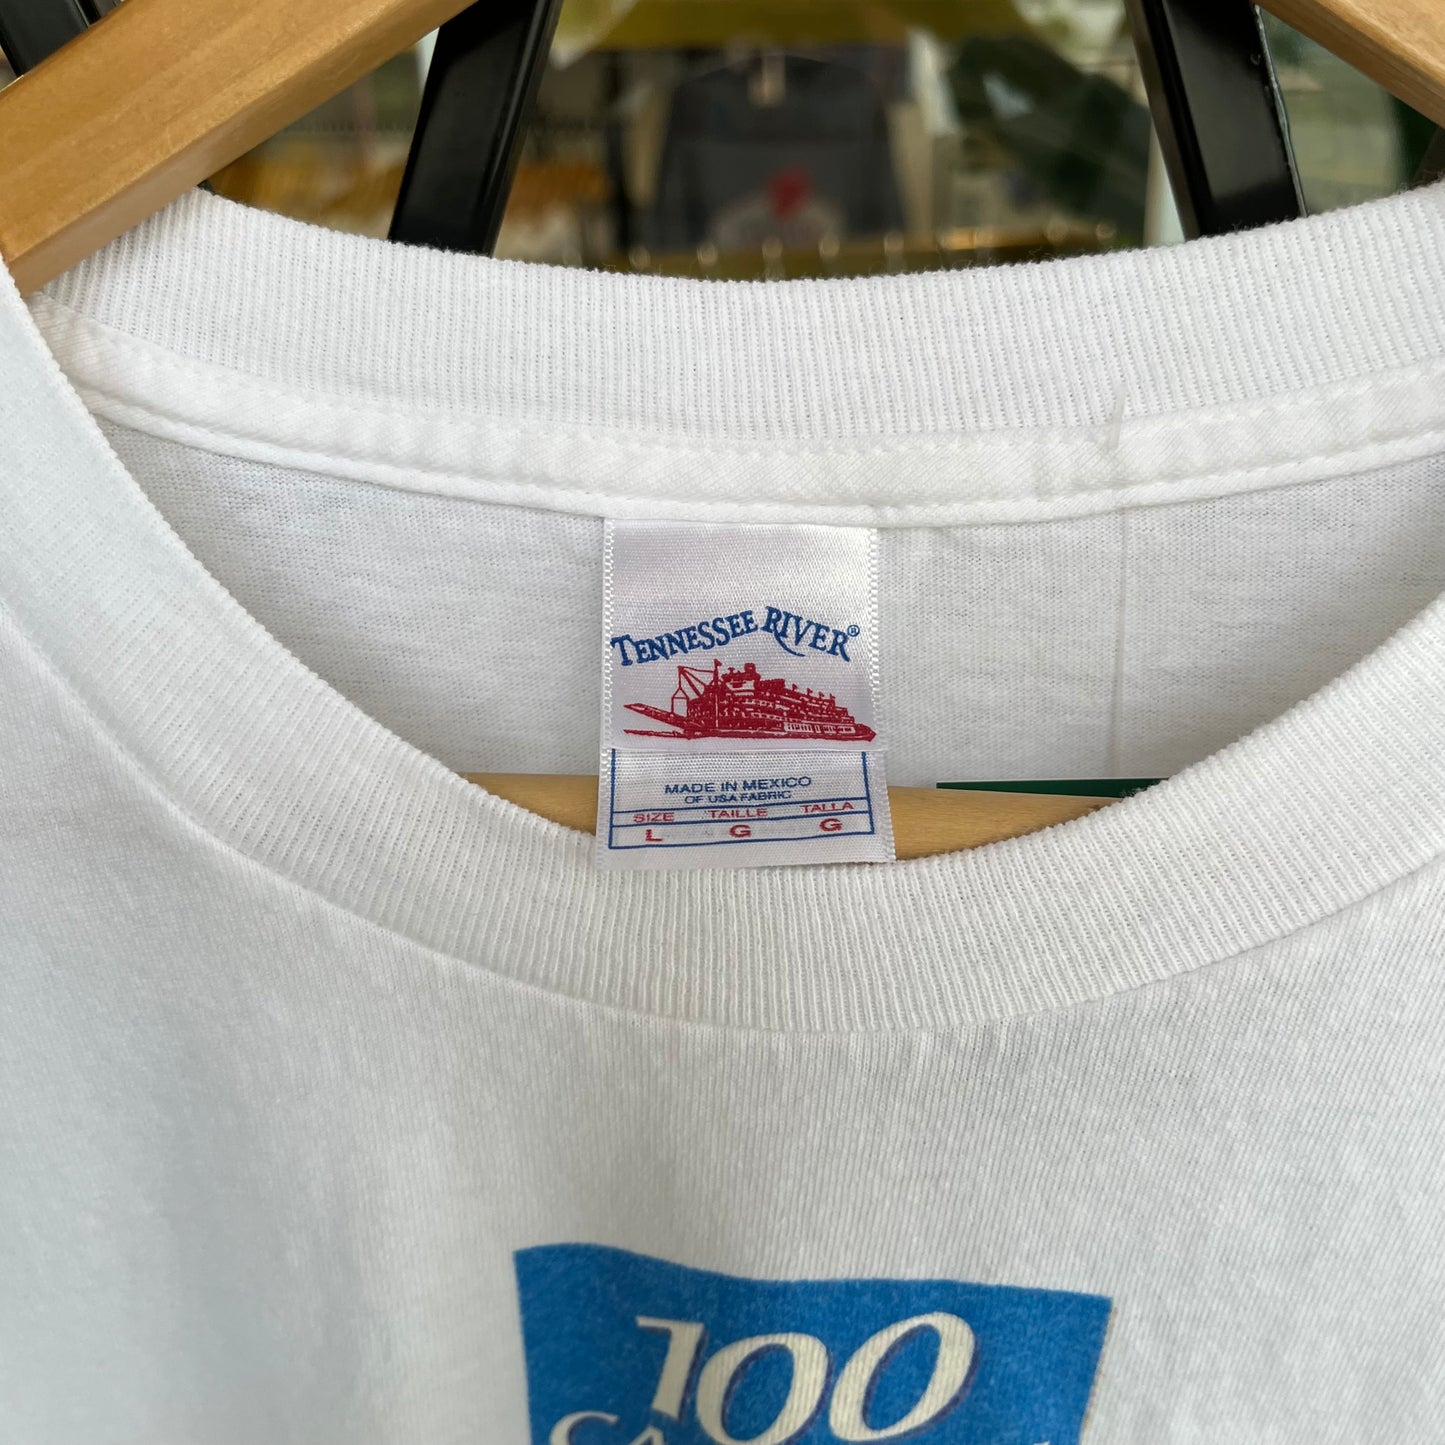 TENNESSEE RIVER®
MADE IN MEXICO
OF USA FABRIC
SIZE TAILLE TALLA
L G G
100